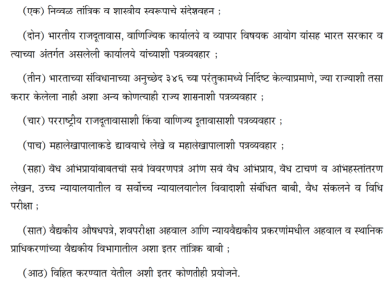 (एक) निव्वळ तांत्रिक व शास्त्रीय स्वरूपाचे संदेशवहन ;
(दोन) भारतीय राजदूतावास, वाणिज्यिक कार्यालये व व्यापार विषयक आयोग यांसह भारत सरकार व
त्याच्या अंतर्गत असलेली कार्यालये यांच्याशी पत्रव्यवहार ;
(तीन) भारताच्या संविधानाच्या अनुच्छेद ३४६ च्या परंतुकामध्ये निर्दिष्ट केल्याप्रमाणे, ज्या राज्याशी तसा
करार केलेला नाही अशा अन्य कोणत्याही राज्य शासनाशी पत्रव्यवहार ;
(चार) परराष्ट्रीय राजदूतावासाशी किंवा वाणिज्य दूतावासाशी पत्रव्यवहार ;
(पाच) महालेखापालाकडे द्यावयाचे लेखे व महालेखापालाशी पत्रव्यवहार ;
(सहा) वैध अभिप्रायांबाबतची सर्व विवरणपत्रे आणि सर्व वैध अभिप्राय, वैध टाचणे व अभिहस्तांतरण
लेखन, उच्च न्यायालयातील व सर्वोच्च न्यायालयातील विवादाशी संबंधित बाबी, वैध संकलने व विधि
परीक्षा ;
(सात) वैद्यकीय औषधपत्रे, शवपरीक्षा अहवाल आणि न्यायवैद्यकीय प्रकरणांमधील अहवाल व स्थानिक
प्राधिकरणांच्या वैद्यकीय विभागातील अशा इतर तांत्रिक बाबी ;
(आठ) विहित करण्यात येतील अशी इतर कोणतीही प्रयोजने.